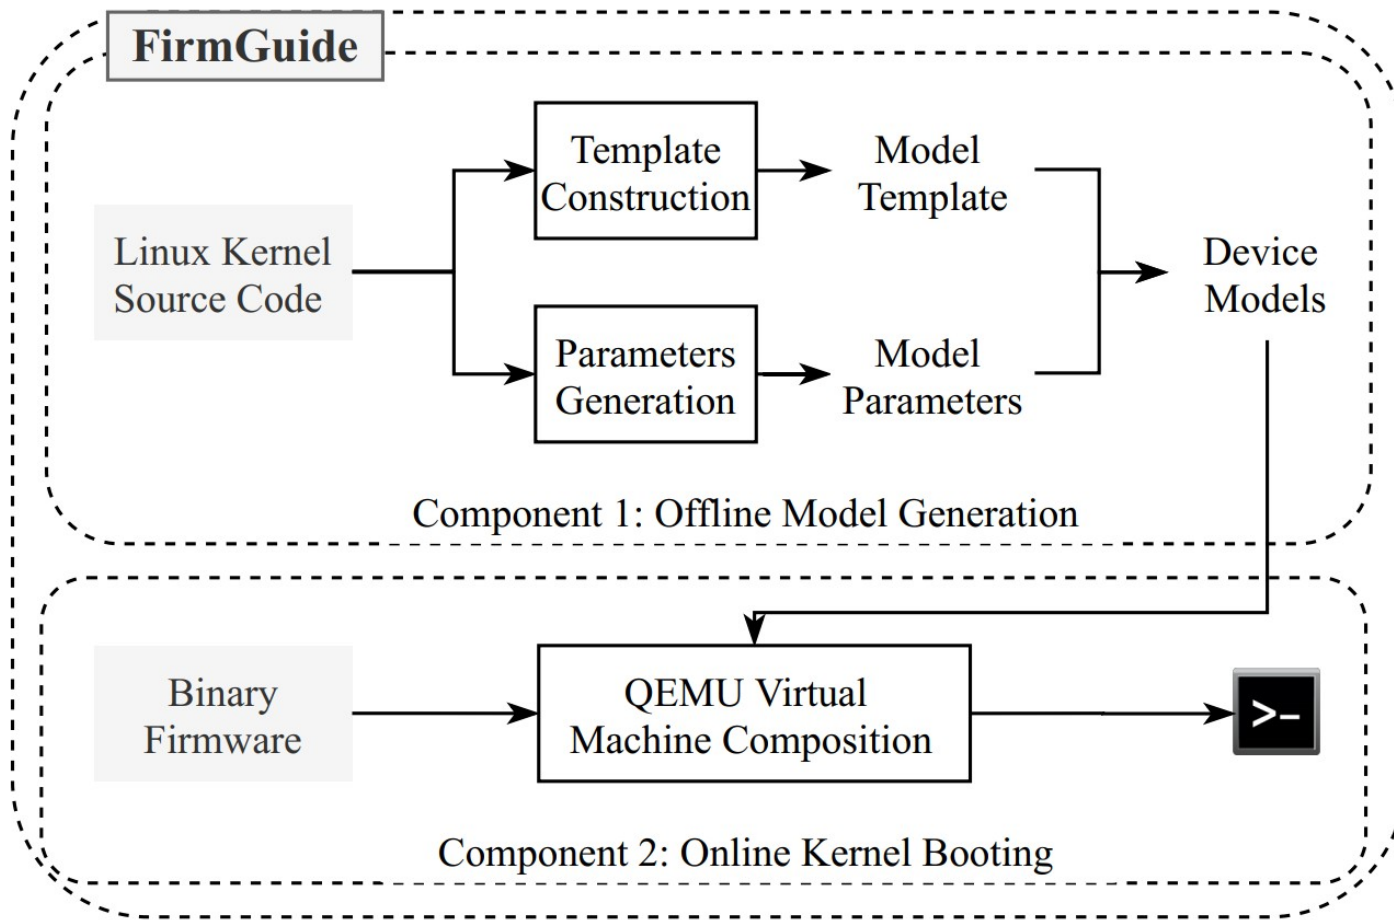 FirmGuide
Template
Construction
Model
Template
Linux Kernel
Source Code
Device
Models
Parameters
Generation
Model
Parameters
Component 1: Offline Model Generation
Binary
Firmware
QEMU Virtual
Machine Composition
>–
Component 2: Online Kernel Booting